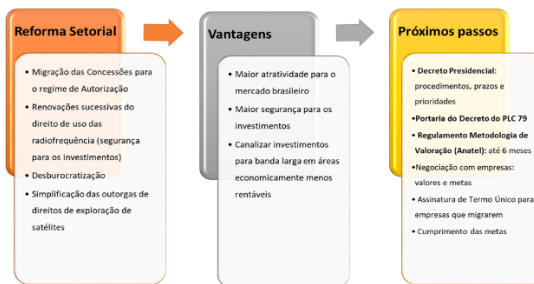 Reforma Setorial
• Migração das Concessões para
o regime de Autorização
• Renovações sucessivas do
direito de uso das
radiofrequência (segurança
para os investimentos)
• Desburocratização
• Simplificação das outorgas de
direitos de exploração de
satélites
Vantagens
• Maior atratividade para o
mercado brasileiro
• Maior segurança para os
investimentos
• Canalizar investimentos
para banda larga em áreas
economicamente menos
rentáveis
Próximos passos
• Decreto Presidencial:
procedimentos, prazos e
prioridades
•Portaria do Decreto do PLC 79
• Regulamento Metodologia de
Valoração (Anatel): até 6 meses
•Negociação com empresas:
valores e metas
• Assinatura de Termo Único para
empresas que migrarem
• Cumprimento das metas